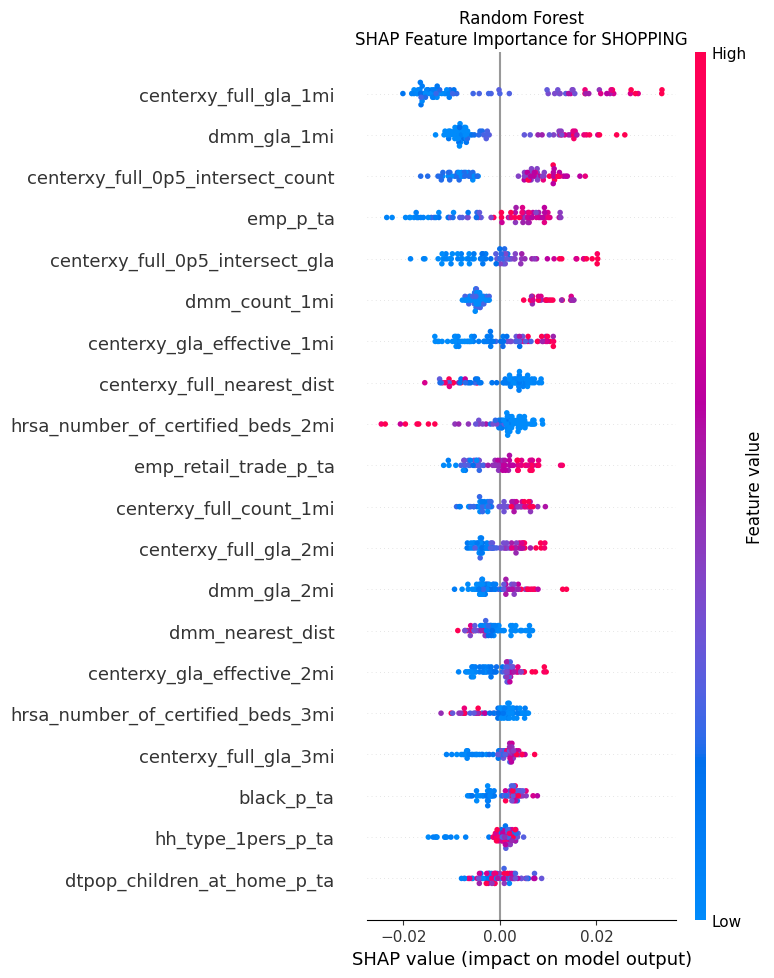 Random Forest
SHAP Feature Importance for SHOPPING
High
centerxy_full_gla_1mi
dmm_gla_1mi
centerxy_full_0p5_intersect_count
emp_p_ta
centerxy_full_0p5_intersect_gla
dmm_count_1mi
centerxy_gla_effective_1mi
centerxy_full_nearest_dist
hrsa_number_of_certified_beds_2mi
emp_retail_trade_p_ta
centerxy_full_count_1mi
centerxy_full_gla_2mi
dmm_gla_2mi
dmm_nearest_dist
centerxy_gla_effective_2mi
hrsa_number_of_certified_beds_3mi
centerxy_full_gla_3mi
black_p_ta
hh_type_1pers_p_ta
dtpop_children_at_home_p_ta
Feature value
Low
−0.02 0.00 0.02
SHAP value (impact on model output)